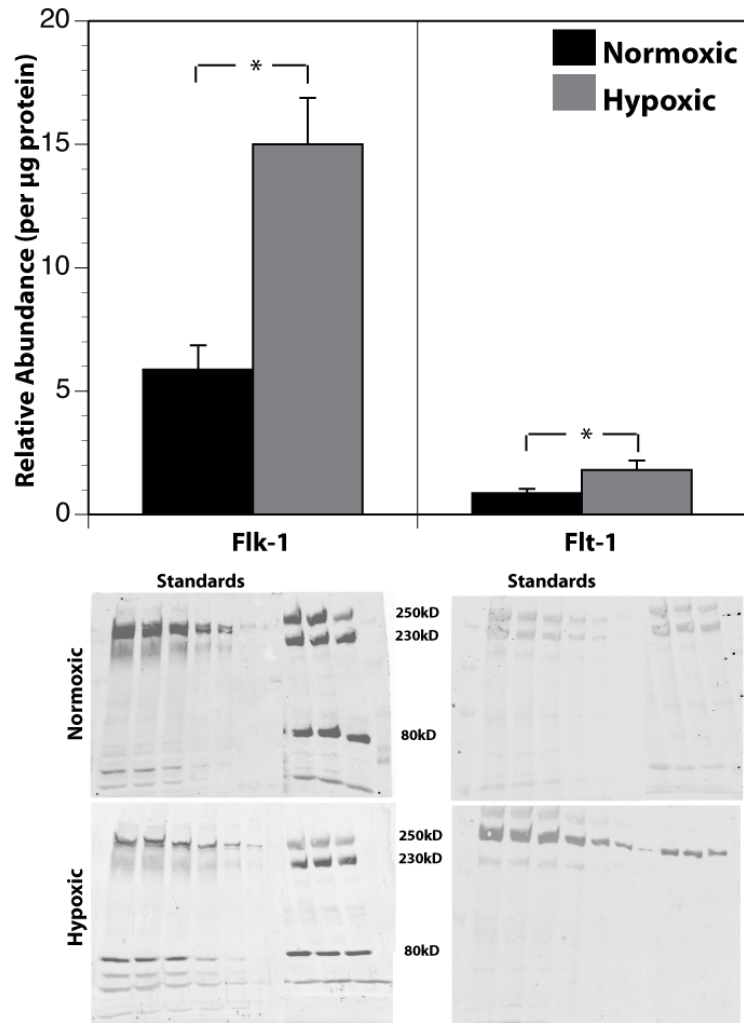 20
15
10
5
0
Relative Abundance (per µg protein)
Normoxic
Hypoxic
*
*
Flk-1
Flt-1
Standards
Standards
Normoxic
250kD
230kD
80kD
Hypoxic
250kD
230kD
80kD